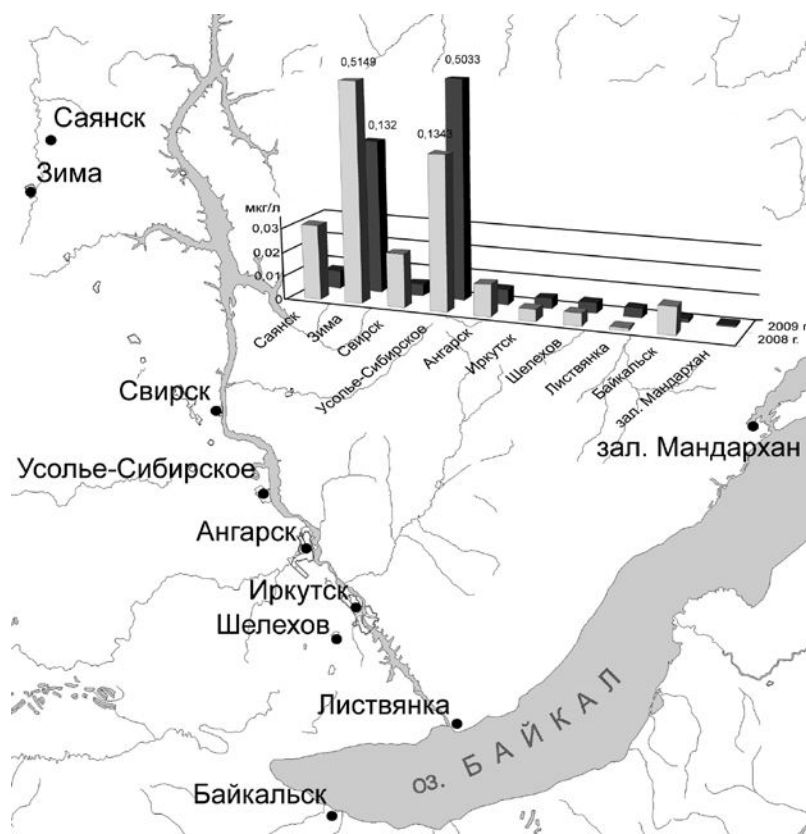 0,5149
0,5033
0,132
0,1343
мкг/л
0,03
0,02
0,01
0
Саянск
Зима
Свирск
Усолье-Сибирское
Ангарск
Иркутск
Шелехов
Листвянка
Байкальск
зал. Мандархан
2009 г.
2008 г.
Саянск
Зима
Свирск
Усолье-Сибирское
Ангарск
Иркутск
Шелехов
Листвянка
Байкальск
зал. Мандархан
оз. БАЙКАЛ